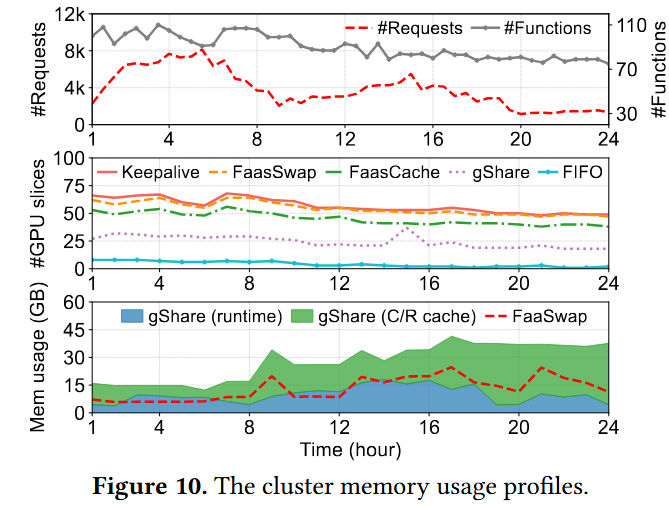 #Requests
12k
8k
4k
0
#Requests #Functions
110
70
30
#Functions
1 4 8 12 16 20 24
#GPU slices
100
75
50
25
0
Keepalive FaasSwap FaasCache gShare FIFO
1 4 8 12 16 20 24
Mem usage (GB)
60
45
30
15
0
gShare (runtime) gShare (C/R cache) FaaSwap
1 4 8 12 16 20 24
Time (hour)
Figure 10. The cluster memory usage profiles.